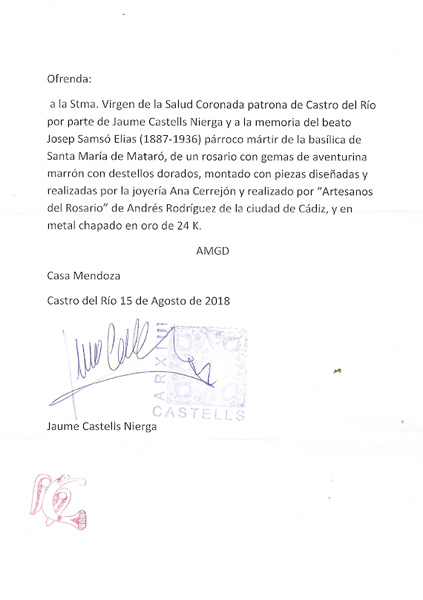 Ofrenda:
a la Stma. Virgen de la Salud Coronada patrona de Castro del Río
por parte de Jaume Castells Nierga y a la memoria del beato
Josep Samsó Elias (1887-1936) párroco mártir de la basílica de
Santa María de Mataró, de un rosario con gemas de aventurina
marrón con destellos dorados, montado con piezas diseñadas y
realizadas por la joyería Ana Cerrejón y realizado por “Artesanos
del Rosario” de Andrés Rodríguez de la ciudad de Cádiz, y en
metal chapado en oro de 24 K.
AMGD
Casa Mendoza
Castro del Río 15 de Agosto de 2018
ARXIU
CASTELLS
Jaume Castells Nierga